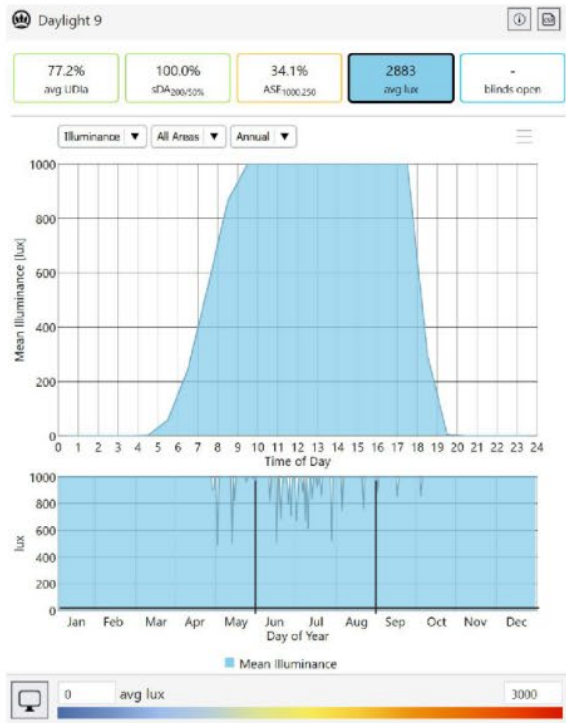 Daylight 9
77.2% 100.0% 34.1% 2883 -
avg UDIa sDA200/50% ASE1000,250 avg lux blinds open
Illuminance ▼ All Areas ▼ Annual ▼
Mean Illuminance [lux]
1000
800
600
400
200
0
0 1 2 3 4 5 6 7 8 9 10 11 12 13 14 15 16 17 18 19 20 21 22 23 24
Time of Day
lux
1000
800
600
400
200
0
Jan Feb Mar Apr May Jun Jul Aug Sep Oct Nov Dec
Day of Year
Mean Illuminance
0 avg lux 3000